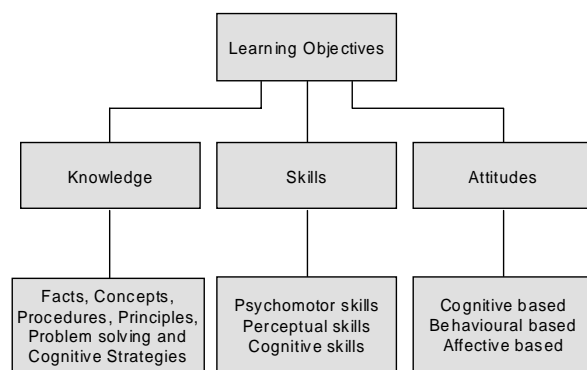 Learning Objectives
Knowledge
Skills
Attitudes
Facts, Concepts,
Procedures, Principles,
Problem solving and
Cognitive Strategies
Psychomotor skills
Perceptual skills
Cognitive skills
Cognitive based
Behavioural based
Affective based